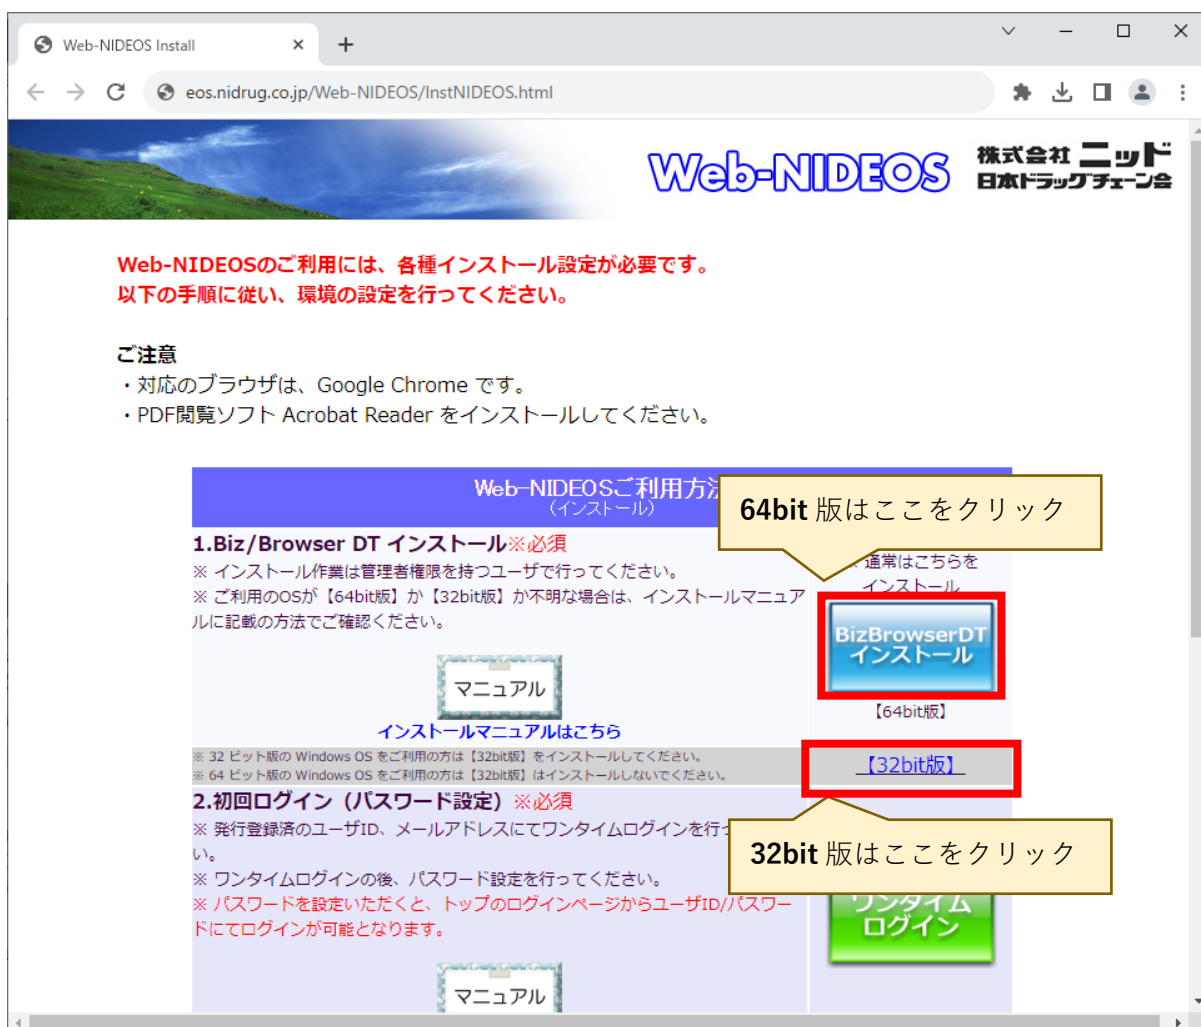 Web-NIDEOS Install
eos.nidrug.co.jp/Web-NIDEOS/InstNIDEOS.html
Web-NIDEOS
株式会社 ニッド
日本ドラッグチェーン会
Web-NIDEOSのご利用には、各種インストール設定が必要です。
以下の手順に従い、環境の設定を行ってください。
ご注意
・対応のブラウザは、Google Chrome です。
・PDF閲覧ソフト Acrobat Reader をインストールしてください。
Web-NIDEOSご利用方法
（インストール）
64bit 版はここをクリック
1.Biz/Browser DT インストール※必須
※ インストール作業は管理者権限を持つユーザで行ってください。
※ ご利用のOSが【64bit版】か【32bit版】か不明な場合は、インストールマニュア
ルに記載の方法でご確認ください。
マニュアル
インストールマニュアルはこちら
※ 通常はこちらを
インストール
BizBrowserDT
インストール
【64bit版】
※ 32 ビット版の Windows OS をご利用の方は【32bit版】をインストールしてください。
※ 64 ビット版の Windows OS をご利用の方は【32bit版】はインストールしないでください。
【32bit版】
2.初回ログイン（パスワード設定）※必須
※ 発行登録済のユーザID、メールアドレスにてワンタイムログインを行っ
い。
※ ワンタイムログインの後、パスワード設定を行ってください。
※ パスワードを設定いただくと、トップのログインページからユーザID/パスワー
ドにてログインが可能となります。
マニュアル
32bit 版はここをクリック
ワンタイム
ログイン